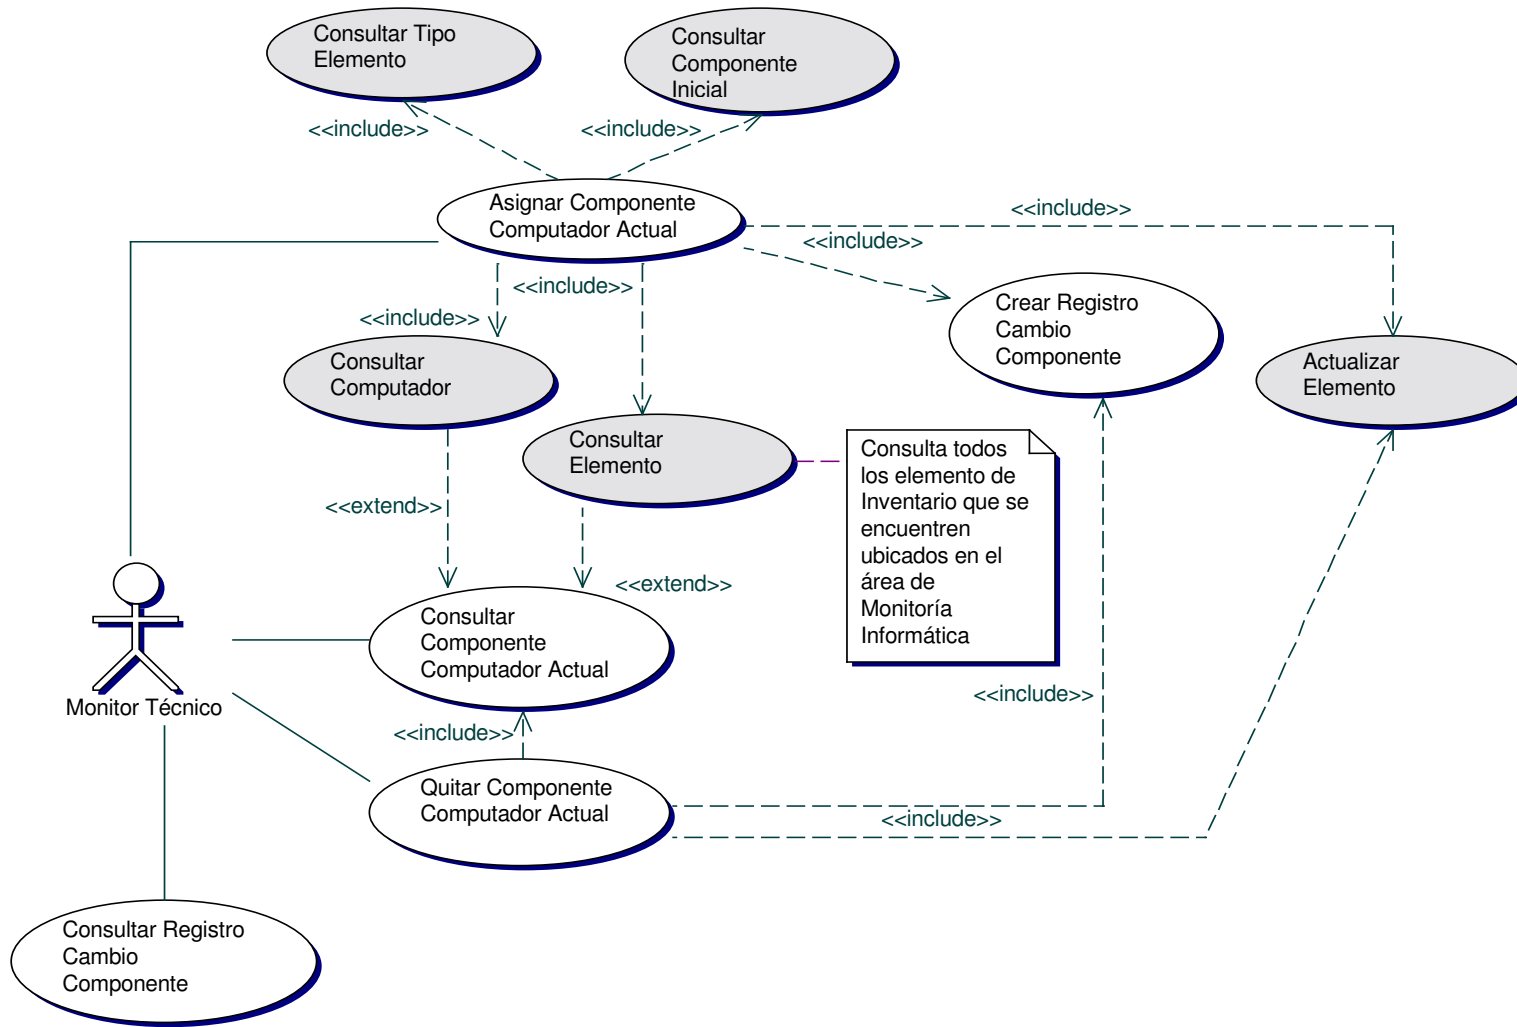 Consultar Tipo
Elemento
Consultar
Componente
Inicial
<<include>>
<<include>>
Asignar Componente
Computador Actual
<<include>>
<<include>>
<<include>>
<<include>>
Crear Registro
Cambio
Componente
Consultar
Computador
Actualizar
Elemento
Consultar
Elemento
Consulta todos
los elemento de
Inventario que se
encuentren
ubicados en el
área de
Monitoría
Informática
<<extend>>
<<extend>>
Consultar
Componente
Computador Actual
Monitor Técnico
<<include>>
<<include>>
Quitar Componente
Computador Actual
<<include>>
Consultar Registro
Cambio
Componente